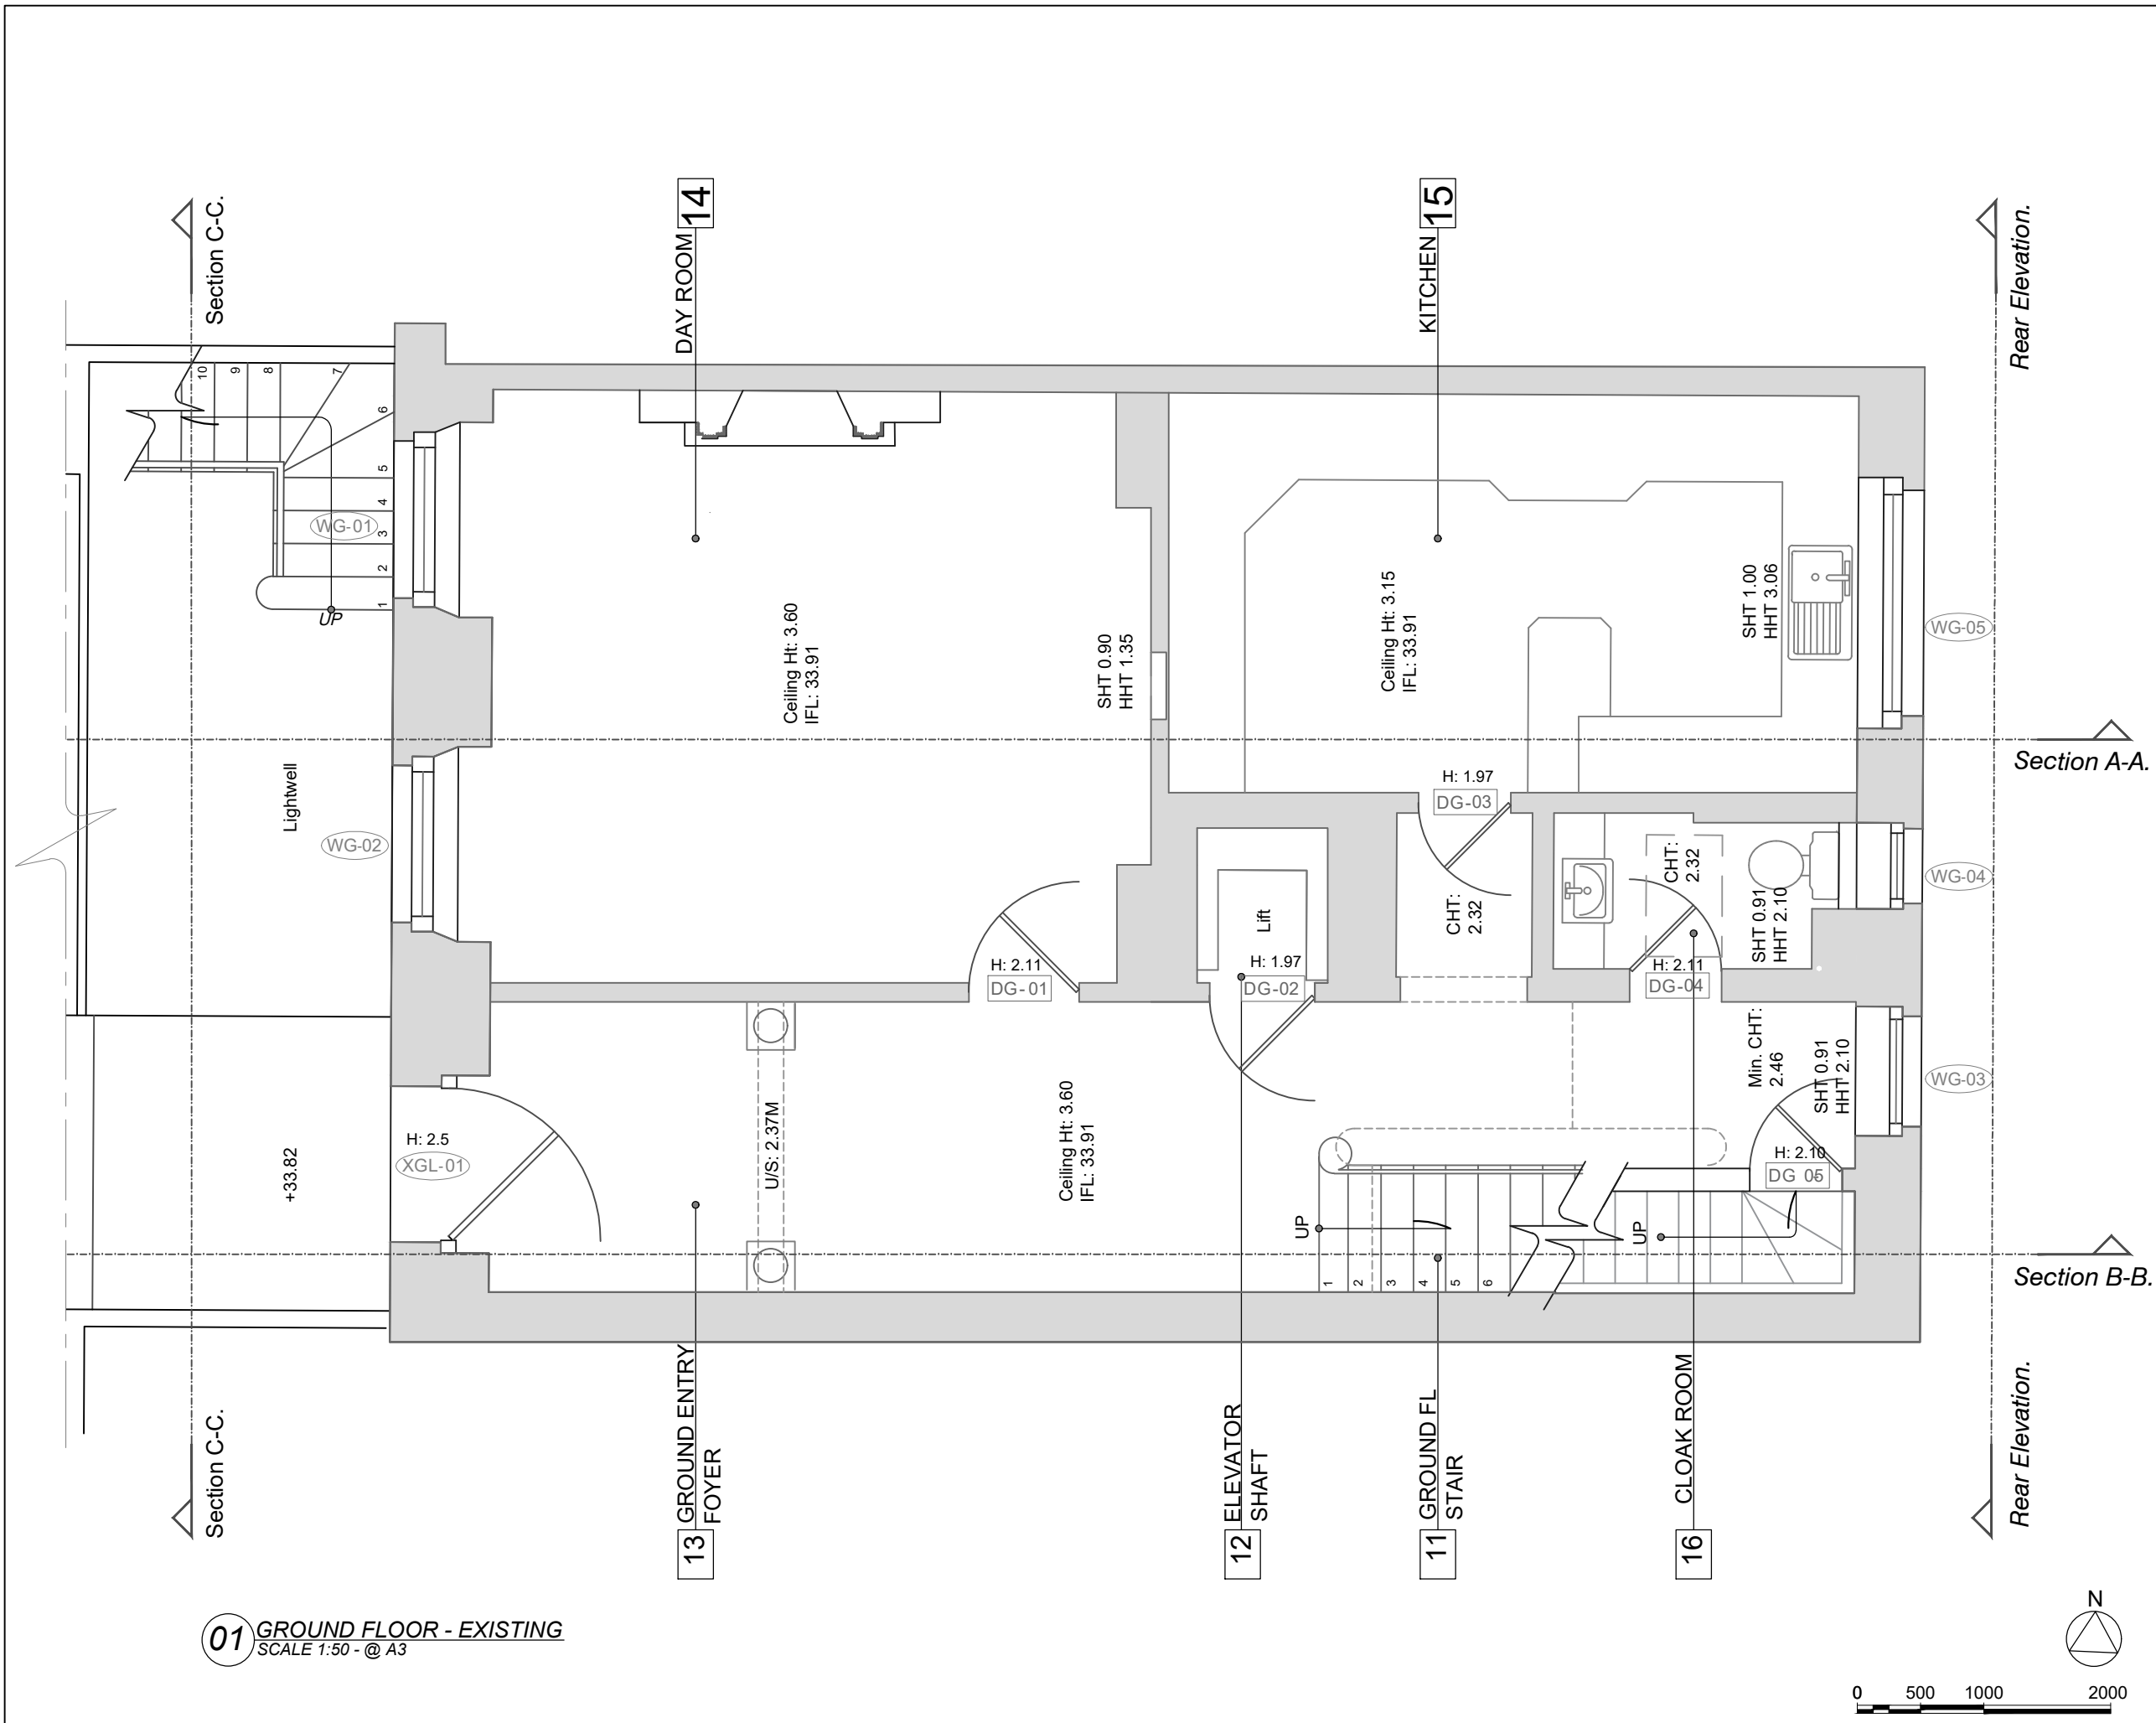 Section C-C.
14
DAY ROOM
15
KITCHEN
Rear Elevation.
10
9
8
7
6
5
4
3
2
1
WG-01
UP
Ceiling Ht: 3.60
IFL: 33.91
SHT 0.90
HHT 1.35
Ceiling Ht: 3.15
IFL: 33.91
SHT 1.00
HHT 3.06
WG-05
Section A-A.
Lightwell
WG-02
H: 1.97
DG-03
Lift
CHT:
2.32
CHT:
2.32
SHT 0.91
HHT 2.10
WG-04
H: 2.11
DG-01
H: 1.97
DG-02
H: 2.11
DG-04
Min. CHT:
2.46
SHT 0.91
HHT 2.10
WG-03
+33.82
H: 2.5
XGL-01
U/S: 2.37M
Ceiling Ht: 3.60
IFL: 33.91
H: 2.10
DG 05
UP
1
2
3
4
5
6
UP
Section B-B.
Section C-C.
GROUND ENTRY
FOYER
13
ELEVATOR
SHAFT
12
GROUND FL
STAIR
11
CLOAK ROOM
16
Rear Elevation.
01 GROUND FLOOR - EXISTING
SCALE 1:50 - @ A3
N
0 500 1000 2000